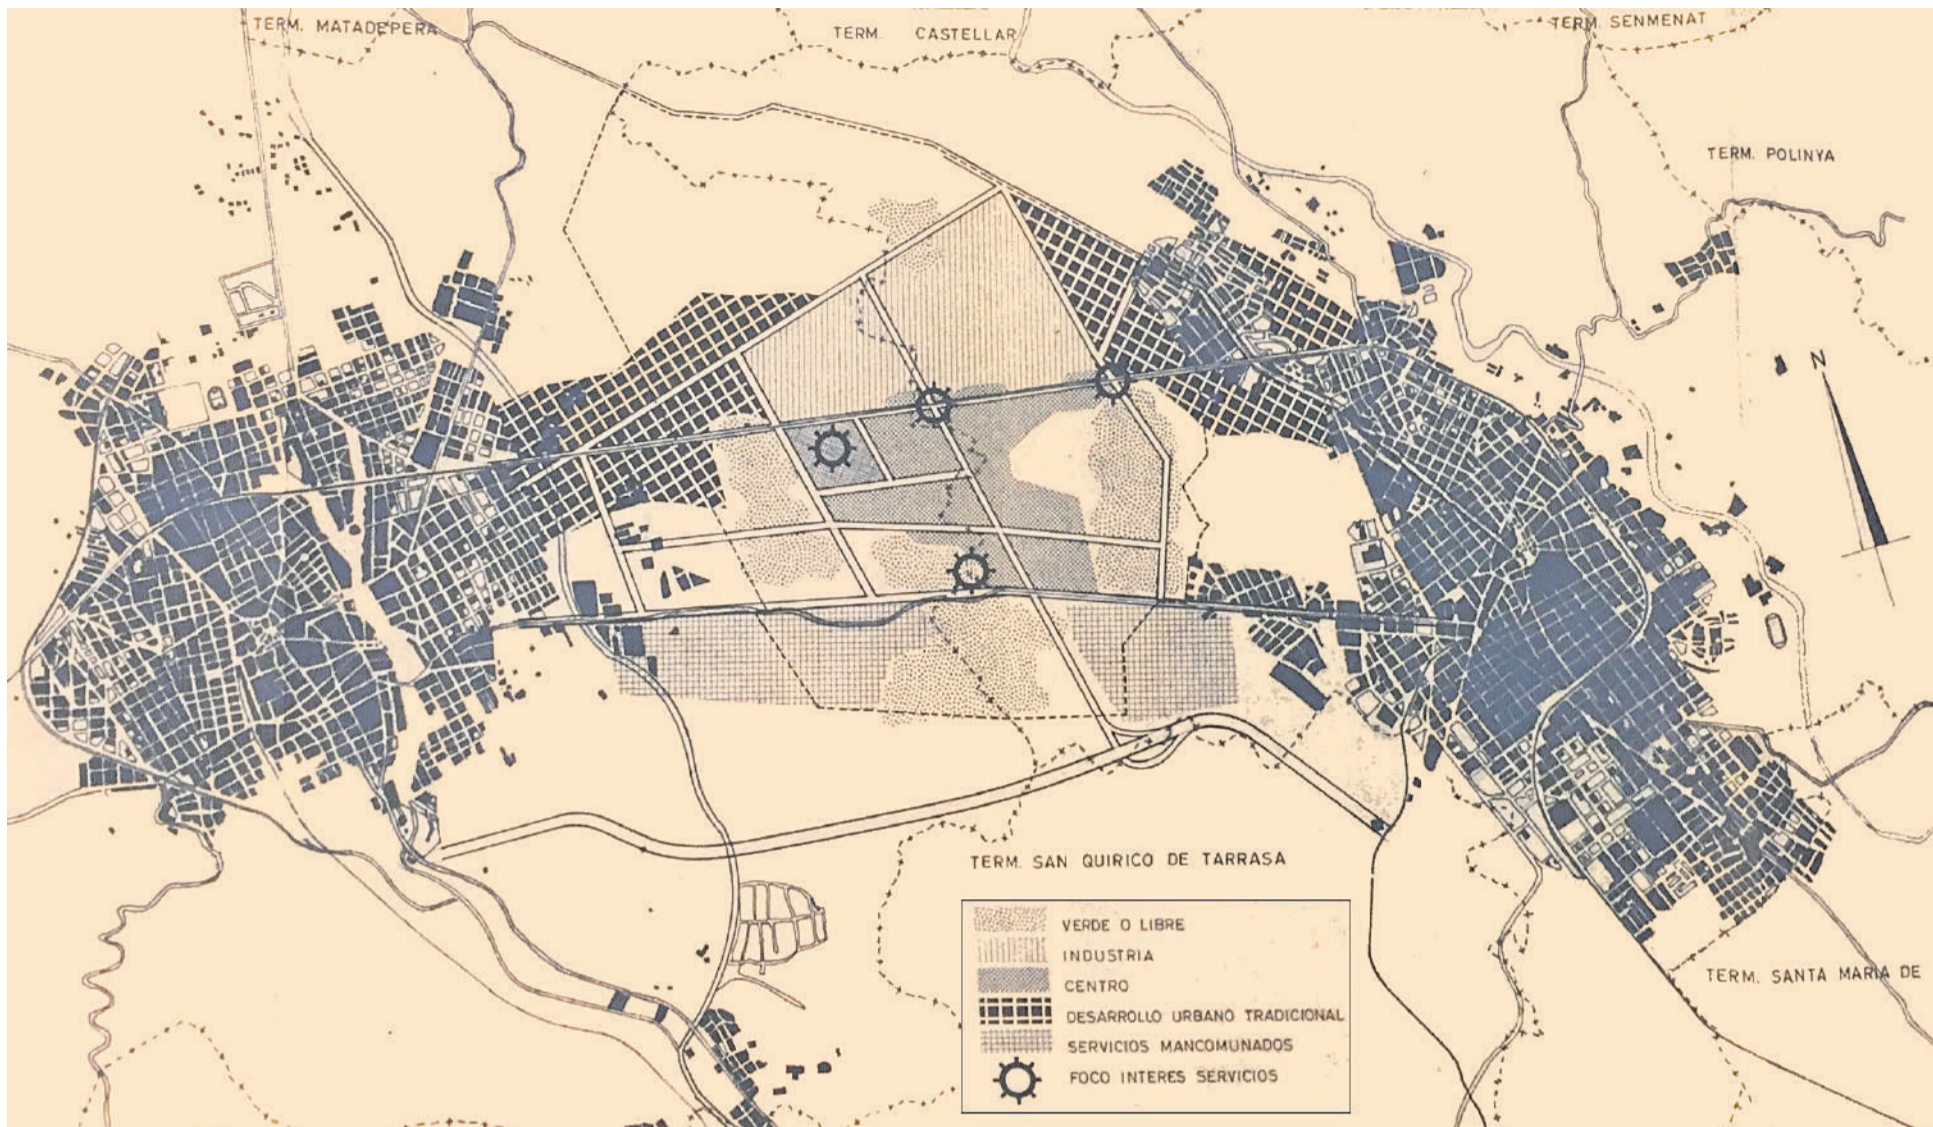 TERM. MATADEPERA
TERM. CASTELLAR
TERM. SENMENAT
TERM. POLINYA
N
TERM. SAN QUIRICO DE TARRASA
VERDE O LIBRE
INDUSTRIA
CENTRO
DESARROLLO URBANO TRADICIONAL
SERVICIOS MANCOMUNADOS
FOCO INTERES SERVICIOS
TERM. SANTA MARIA DE